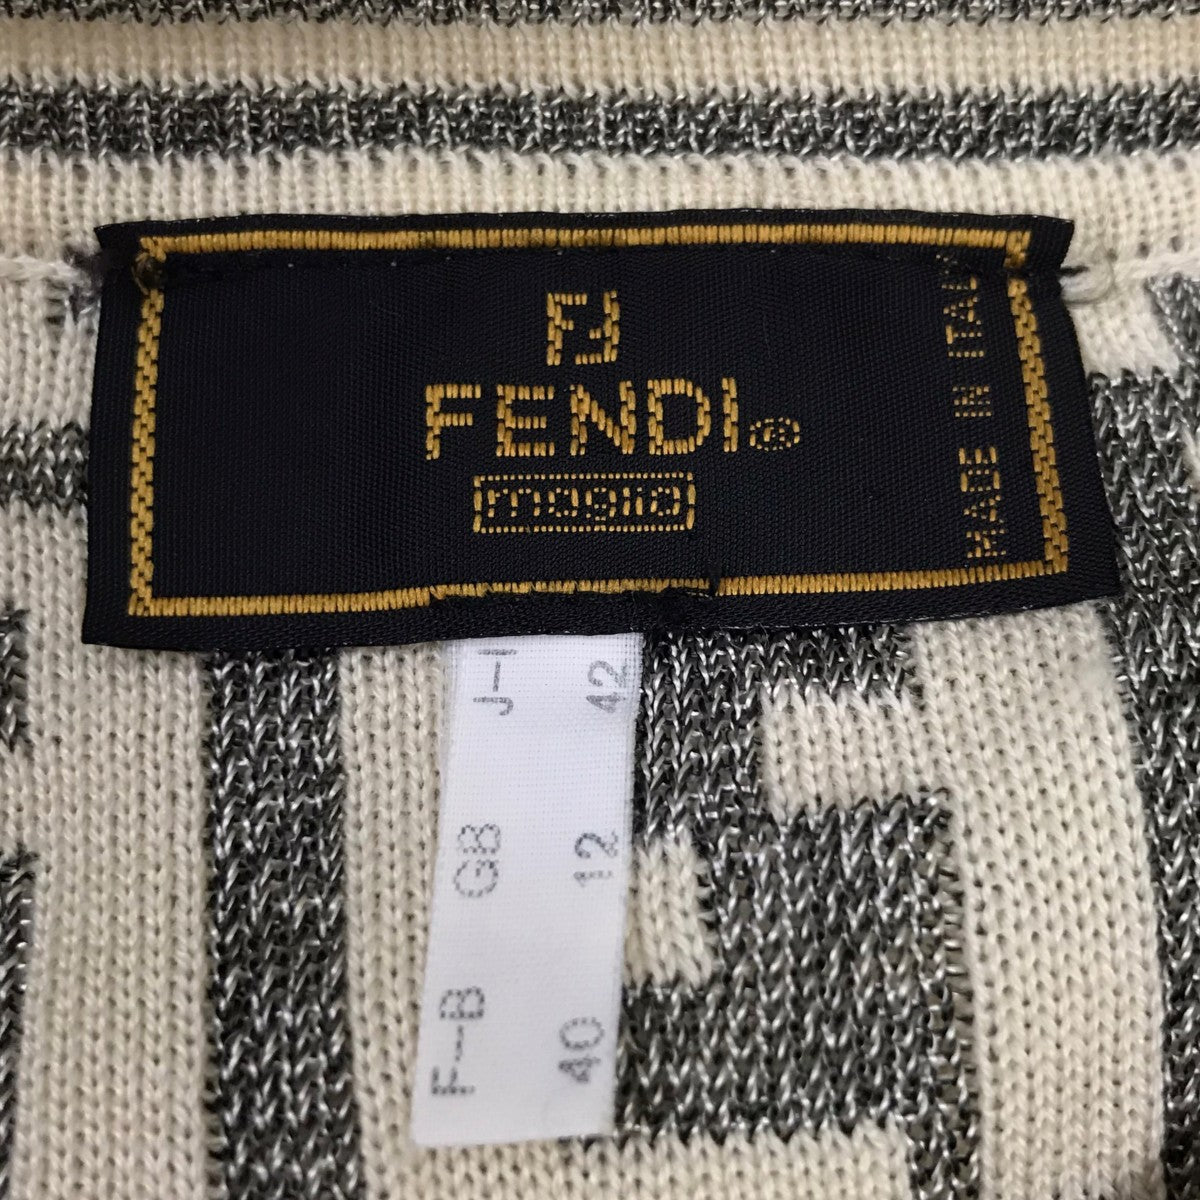 FF
FENDI®
maglia
MADE IN ITALY
J-I 42
GB 12
F-B 40